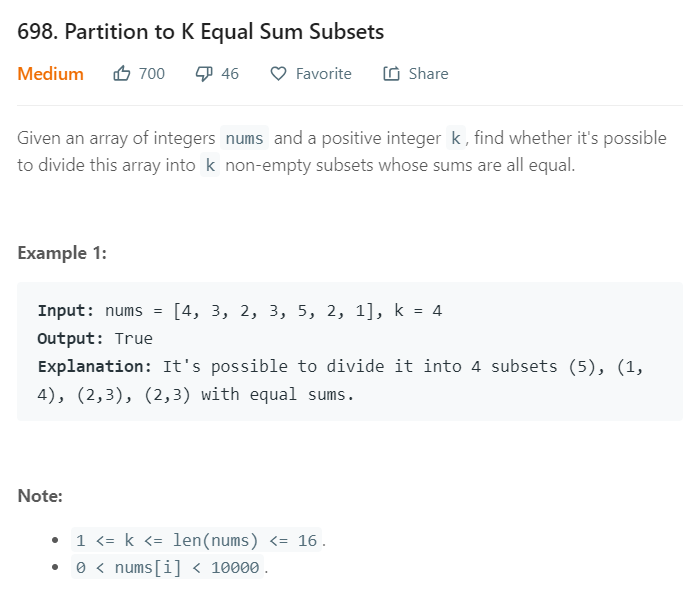 698. Partition to K Equal Sum Subsets
Medium 700 46 Favorite Share
Given an array of integers nums and a positive integer k, find whether it's possible
to divide this array into k non-empty subsets whose sums are all equal.
Example 1:
Input: nums = [4, 3, 2, 3, 5, 2, 1], k = 4
Output: True
Explanation: It's possible to divide it into 4 subsets (5), (1,
4), (2,3), (2,3) with equal sums.
Note:
• 1 <= k <= len(nums) <= 16.
• 0 < nums[i] < 10000.